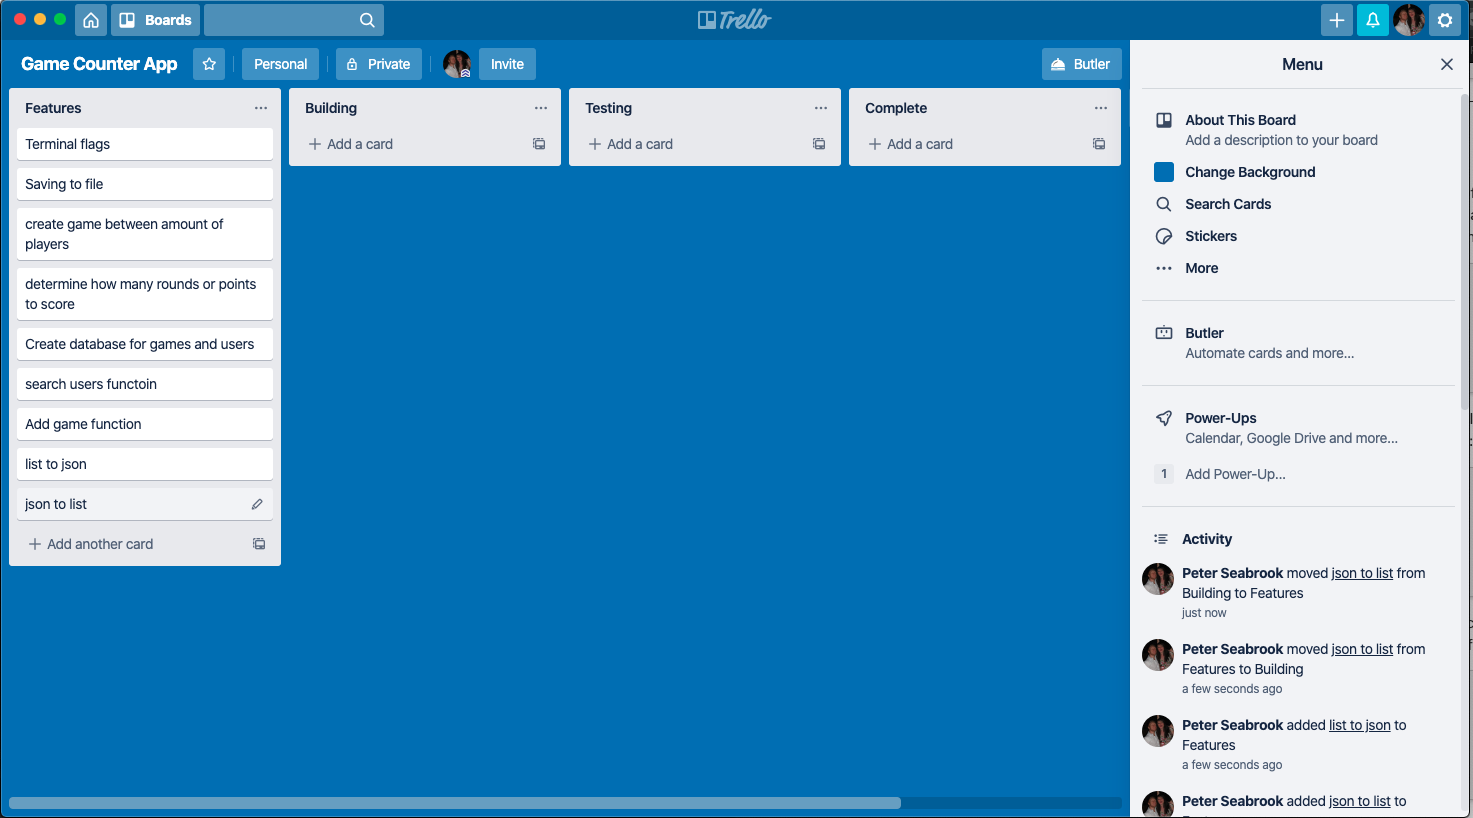 Boards
Trello
Game Counter App
Personal
Private
Invite
Butler
Features
Terminal flags
Saving to file
create game between amount of
players
determine how many rounds or points
to score
Create database for games and users
search users functoin
Add game function
list to json
json to list
Add another card
Building
Add a card
Testing
Add a card
Complete
Add a card
Menu
About This Board
Add a description to your board
Change Background
Search Cards
Stickers
More
Butler
Automate cards and more...
Power-Ups
Calendar, Google Drive and more...
1 Add Power-Up...
Activity
Peter Seabrook moved json to list from
Building to Features
just now
Peter Seabrook moved json to list from
Features to Building
a few seconds ago
Peter Seabrook added list to json to
Features
a few seconds ago
Peter Seabrook added json to list to